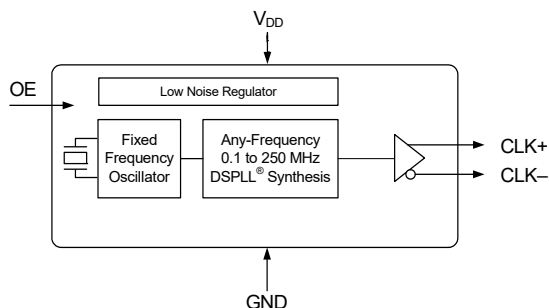 VDD
OE
Low Noise Regulator
Fixed
Frequency
Oscillator
Any-Frequency
0.1 to 250 MHz
DSPLL® Synthesis
CLK+
CLK–
GND